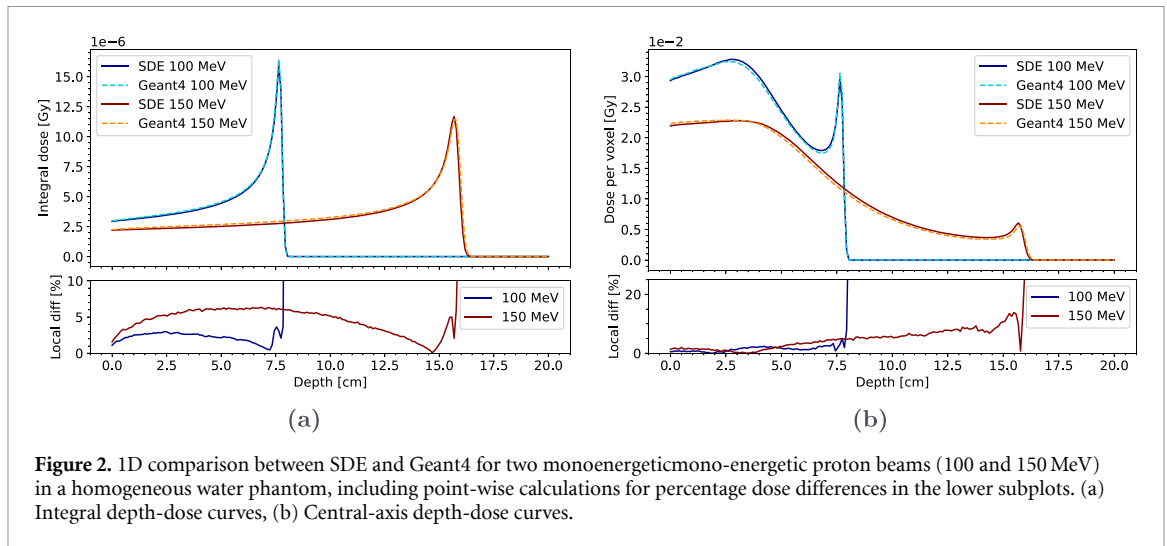 1e−6
SDE 100 MeV
Geant4 100 MeV
SDE 150 MeV
Geant4 150 MeV
Integral dose [Gy]
15.0
12.5
10.0
7.5
5.0
2.5
0.0
10
5
0
Local diff [%]
100 MeV
150 MeV
0.0 2.5 5.0 7.5 10.0 12.5 15.0 17.5 20.0
Depth [cm]
(a)
1e−2
SDE 100 MeV
Geant4 100 MeV
SDE 150 MeV
Geant4 150 MeV
Dose per voxel [Gy]
3.0
2.5
2.0
1.5
1.0
0.5
0.0
20
0
Local diff [%]
100 MeV
150 MeV
0.0 2.5 5.0 7.5 10.0 12.5 15.0 17.5 20.0
Depth [cm]
(b)
Figure 2. 1D comparison between SDE and Geant4 for two monoenergeticmono-energetic proton beams (100 and 150 MeV)
in a homogeneous water phantom, including point-wise calculations for percentage dose differences in the lower subplots. (a)
Integral depth-dose curves, (b) Central-axis depth-dose curves.